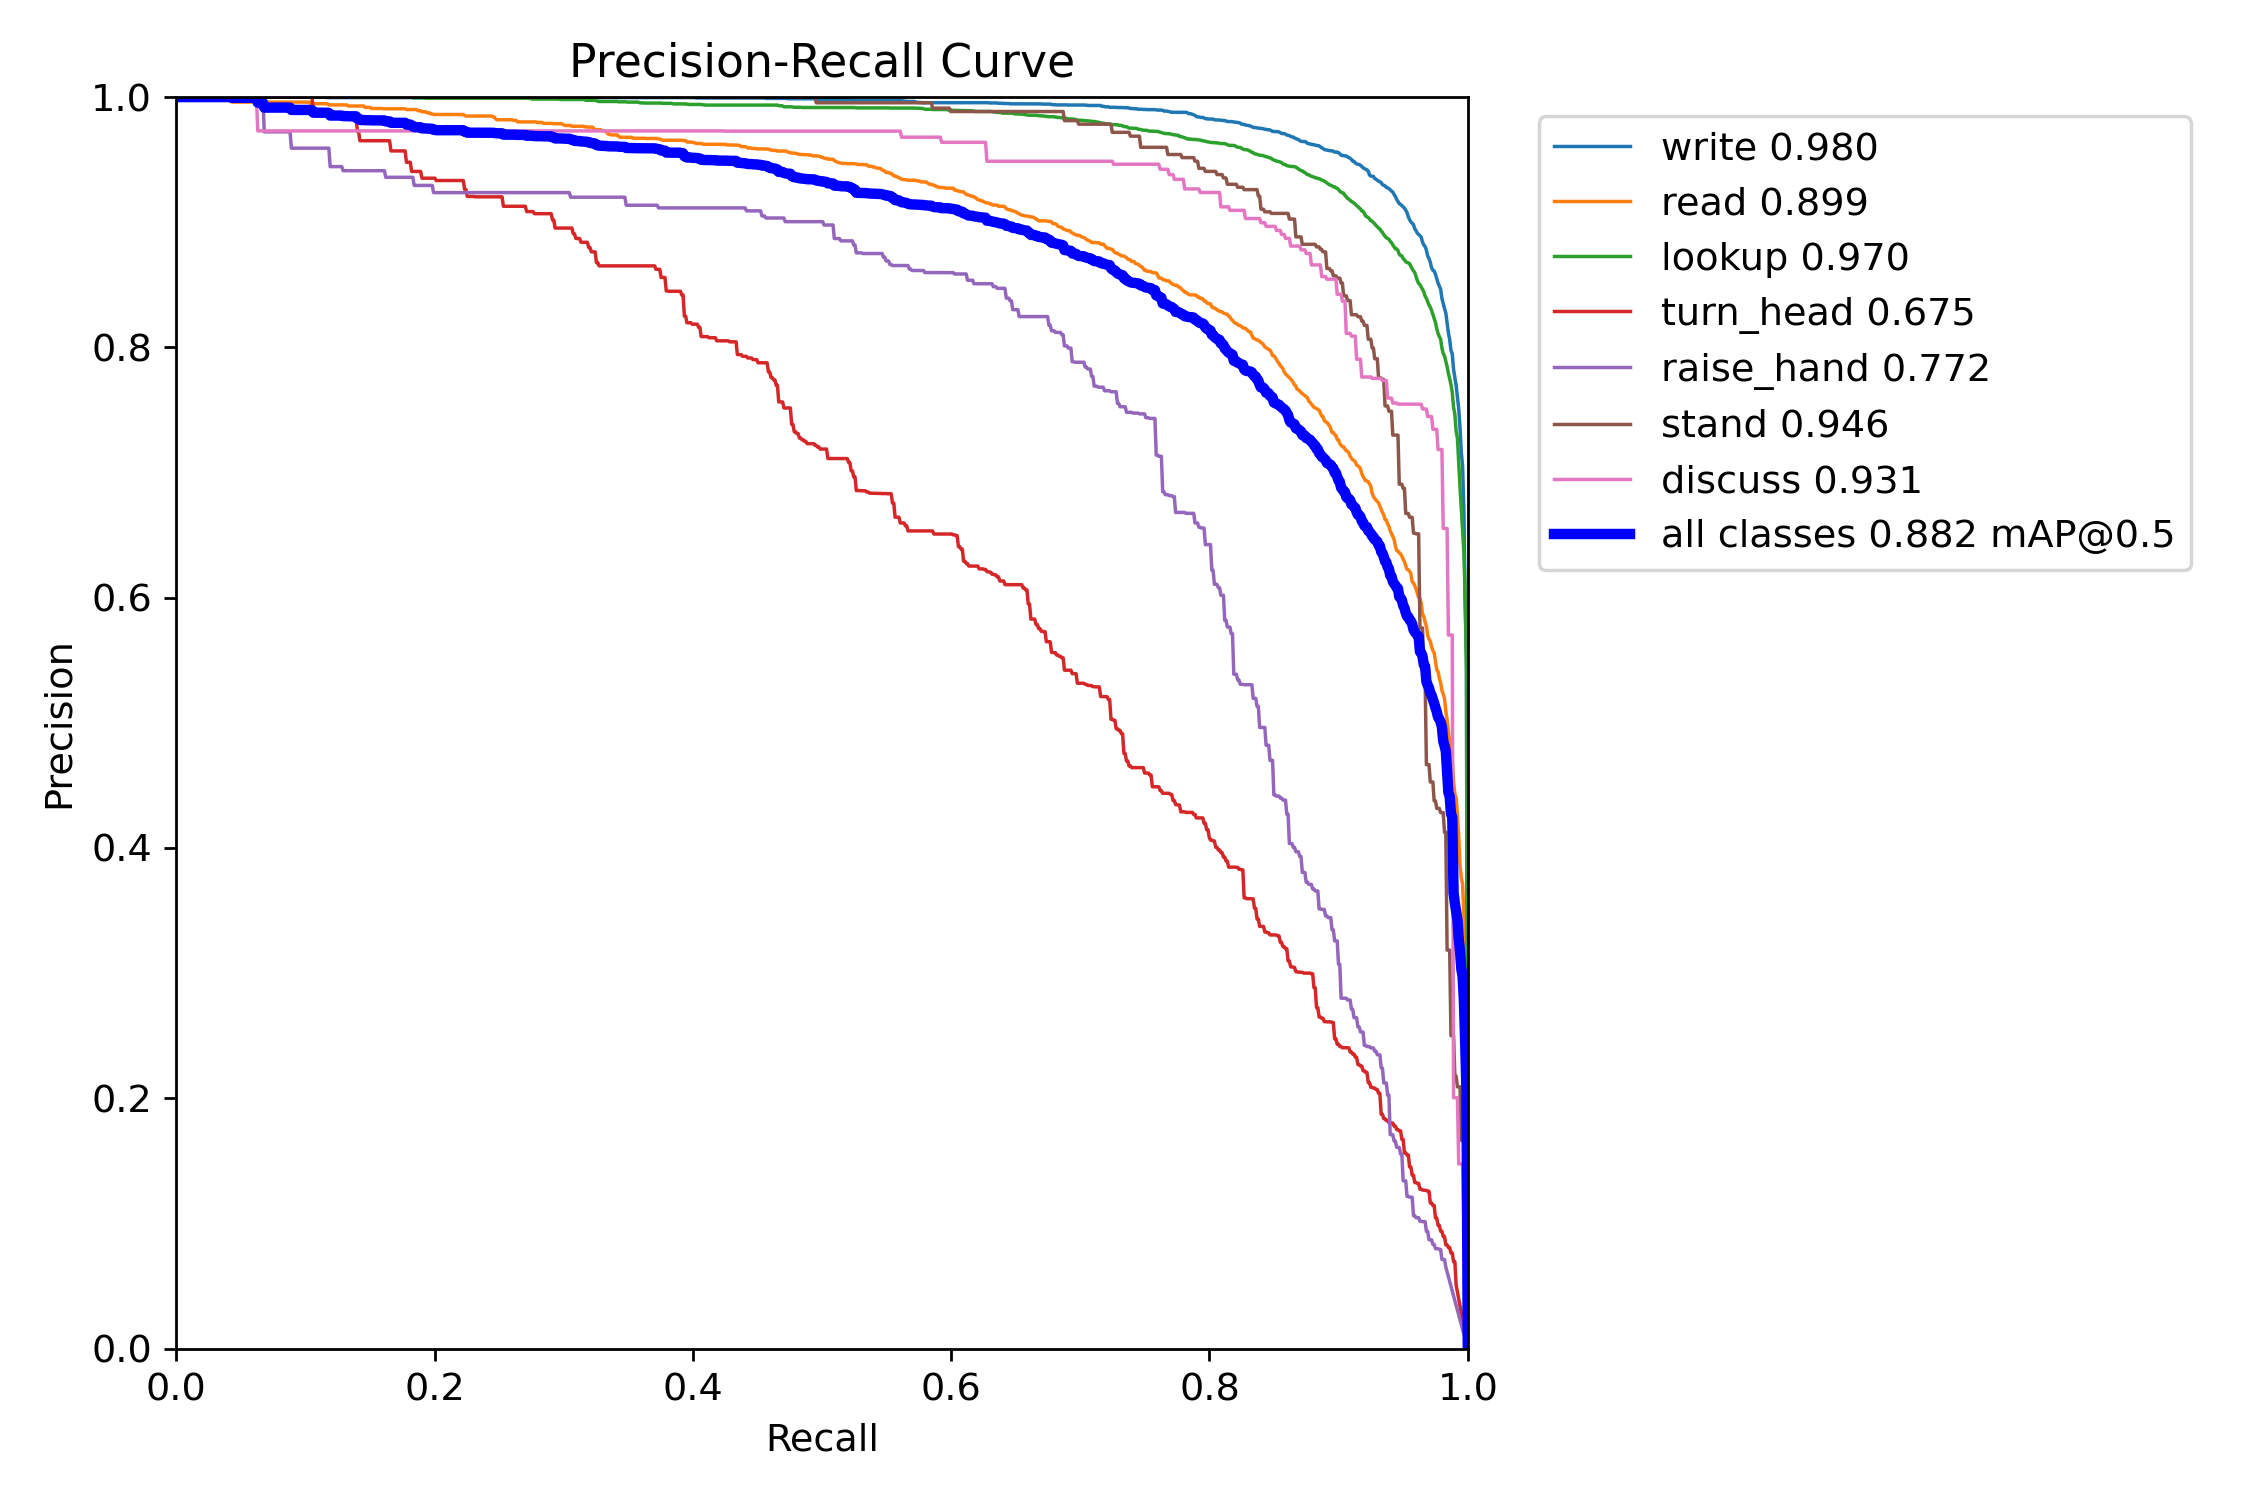 Precision-Recall Curve
1.0
0.8
0.6
0.4
0.2
0.0
Precision
0.0 0.2 0.4 0.6 0.8 1.0
Recall
write 0.980
read 0.899
lookup 0.970
turn_head 0.675
raise_hand 0.772
stand 0.946
discuss 0.931
all classes 0.882 mAP@0.5